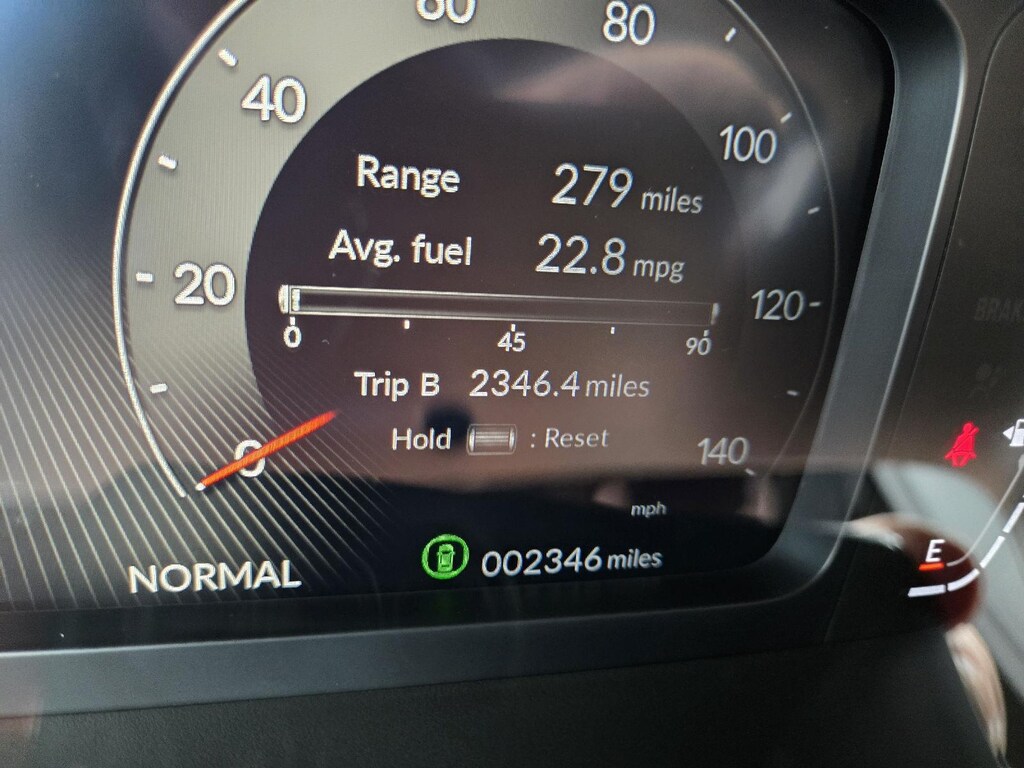 60
80
40
100
Range 279 miles
Avg. fuel 22.8 mpg
20
120
0 45 90
Trip B 2346.4 miles
Hold : Reset
0
140
mph
E
NORMAL
002346 miles